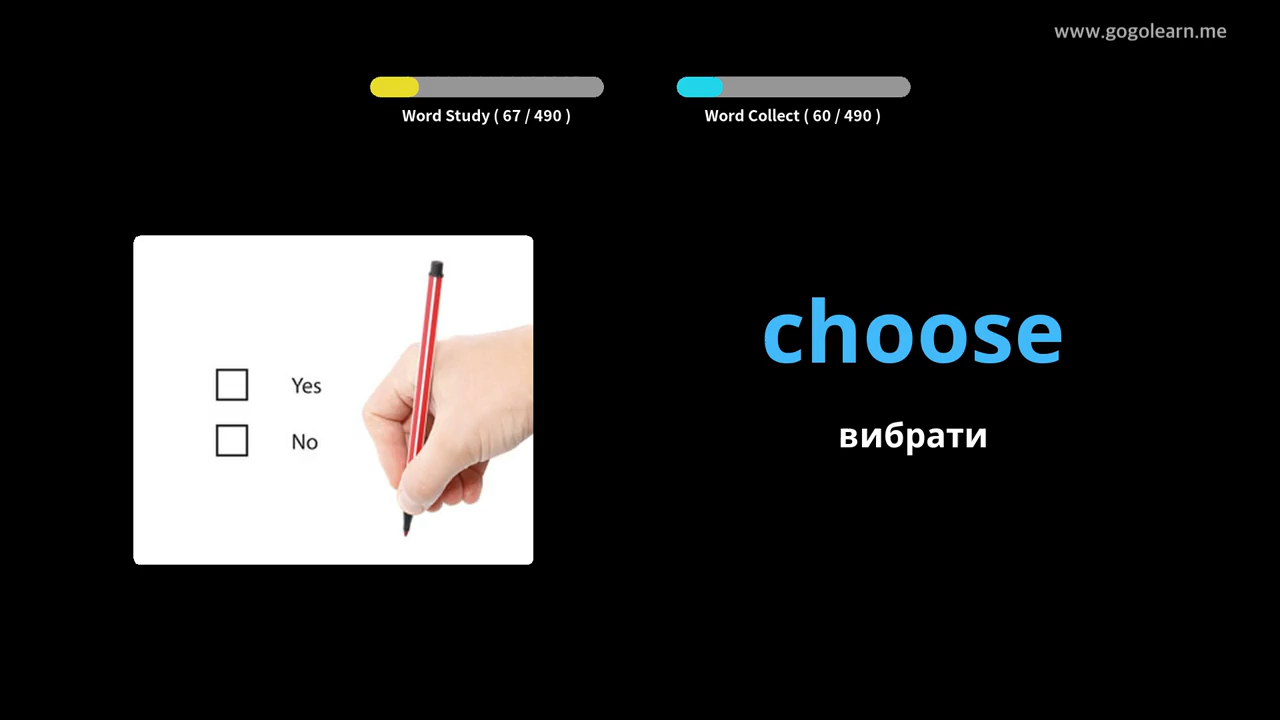 www.gogolearn.me
Word Study ( 67 / 490 )
Word Collect ( 60 / 490 )
choose
вибрати
Yes
No